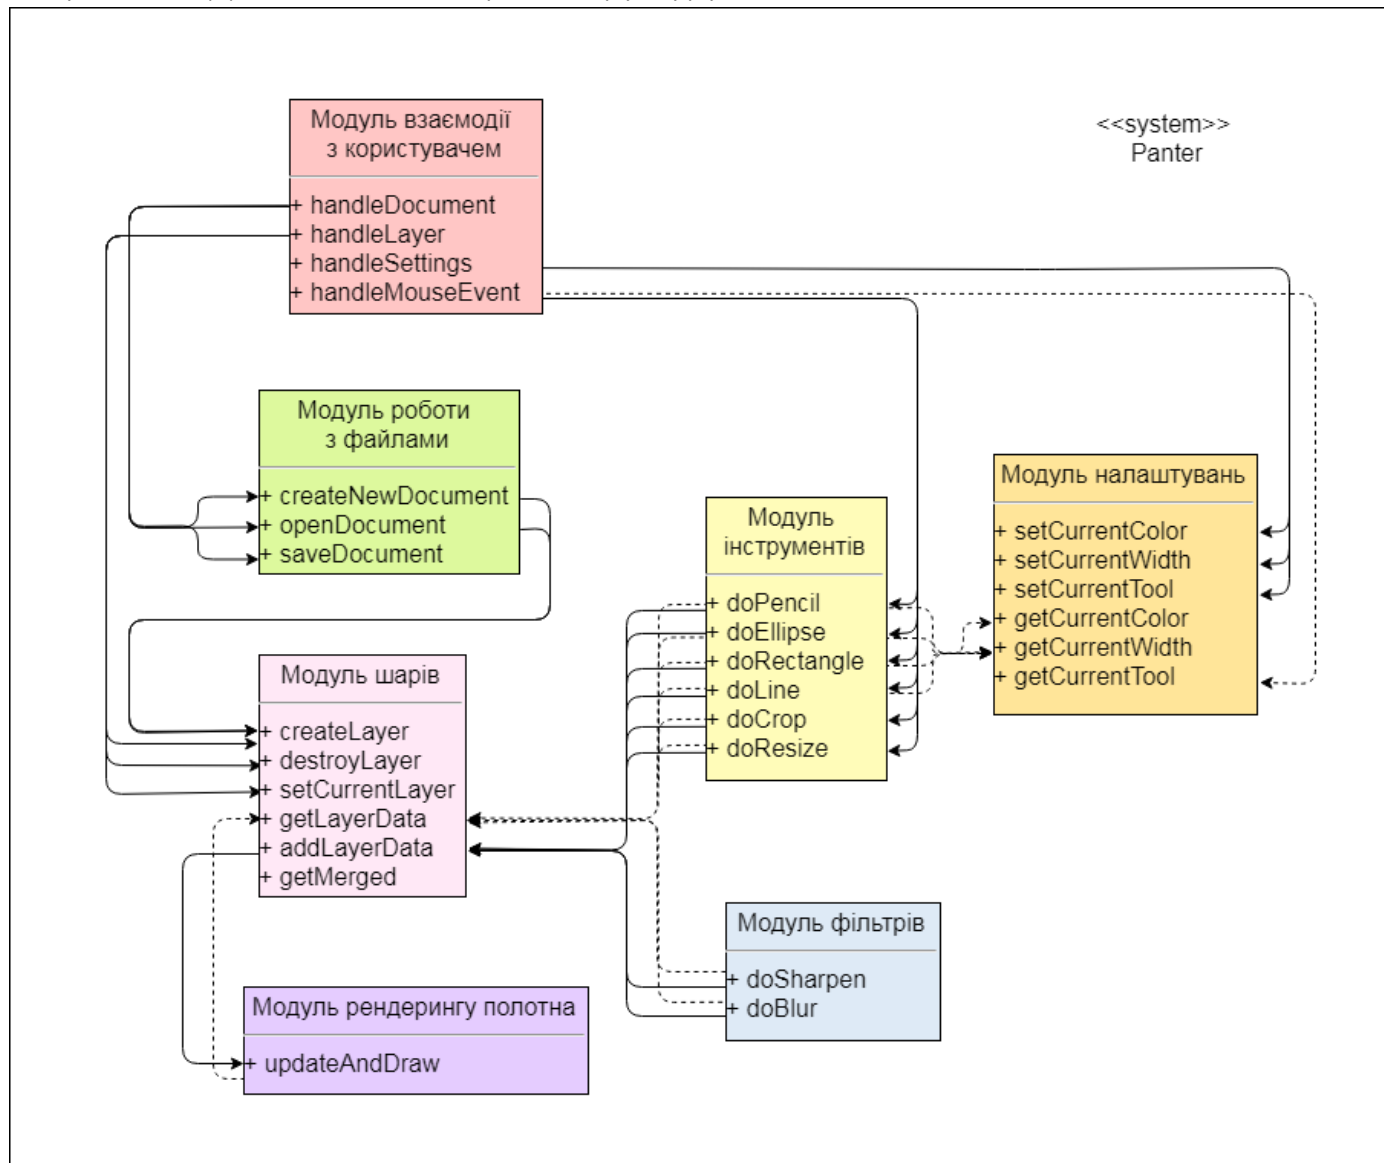 Модуль взаємодії
з користувачем
+ handleDocument
+ handleLayer
+ handleSettings
+ handleMouseEvent
<<system>>
Panter
Модуль роботи
з файлами
+ createNewDocument
+ openDocument
+ saveDocument
Модуль налаштувань
+ setCurrentColor
+ setCurrentWidth
+ setCurrentTool
+ getCurrentColor
+ getCurrentWidth
+ getCurrentTool
Модуль
інструментів
+ doPencil
+ doEllipse
+ doRectangle
+ doLine
+ doCrop
+ doResize
Модуль шарів
+ createLayer
+ destroyLayer
+ setCurrentLayer
+ getLayerData
+ addLayerData
+ getMerged
Модуль фільтрів
+ doSharpen
+ doBlur
Модуль рендерингу полотна
+ updateAndDraw